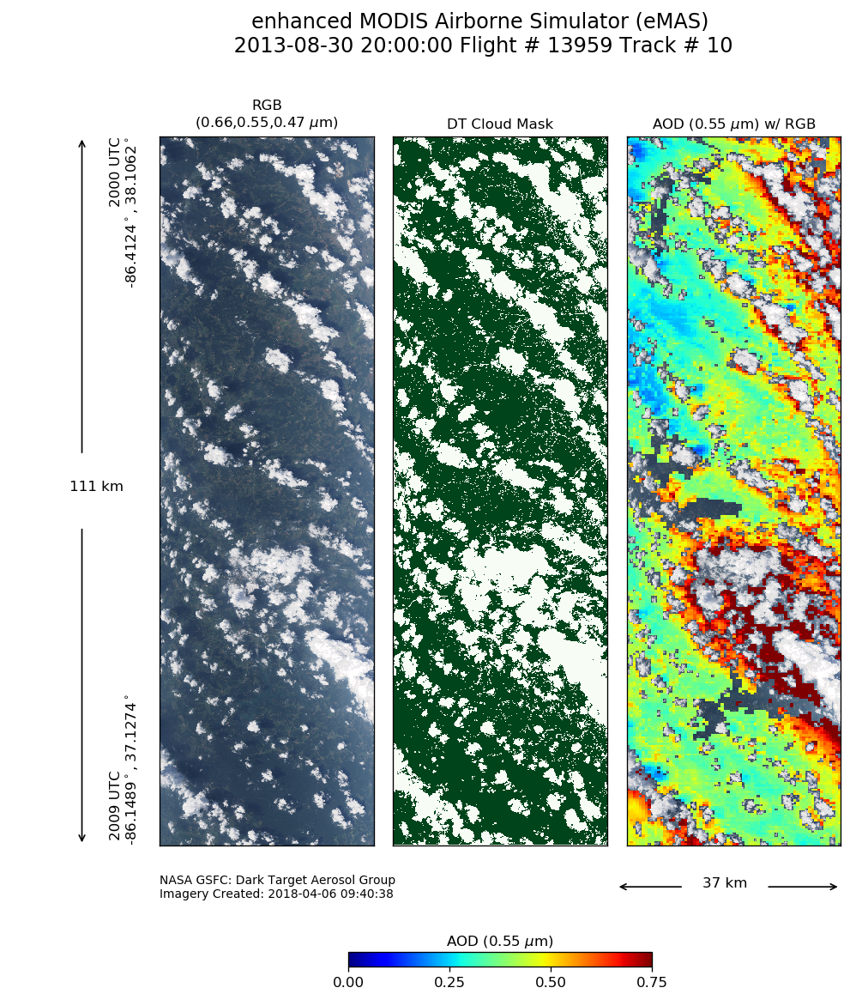 enhanced MODIS Airborne Simulator (eMAS)
2013-08-30 20:00:00 Flight # 13959 Track # 10
RGB
(0.66,0.55,0.47 μm)
DT Cloud Mask
AOD (0.55 μm) w/ RGB
2000 UTC
-86.4124°, 38.1062°
111 km
2009 UTC
-86.1489°, 37.1274°
NASA GSFC: Dark Target Aerosol Group
Imagery Created: 2018-04-06 09:40:38
37 km
AOD (0.55 μm)
0.00 0.25 0.50 0.75